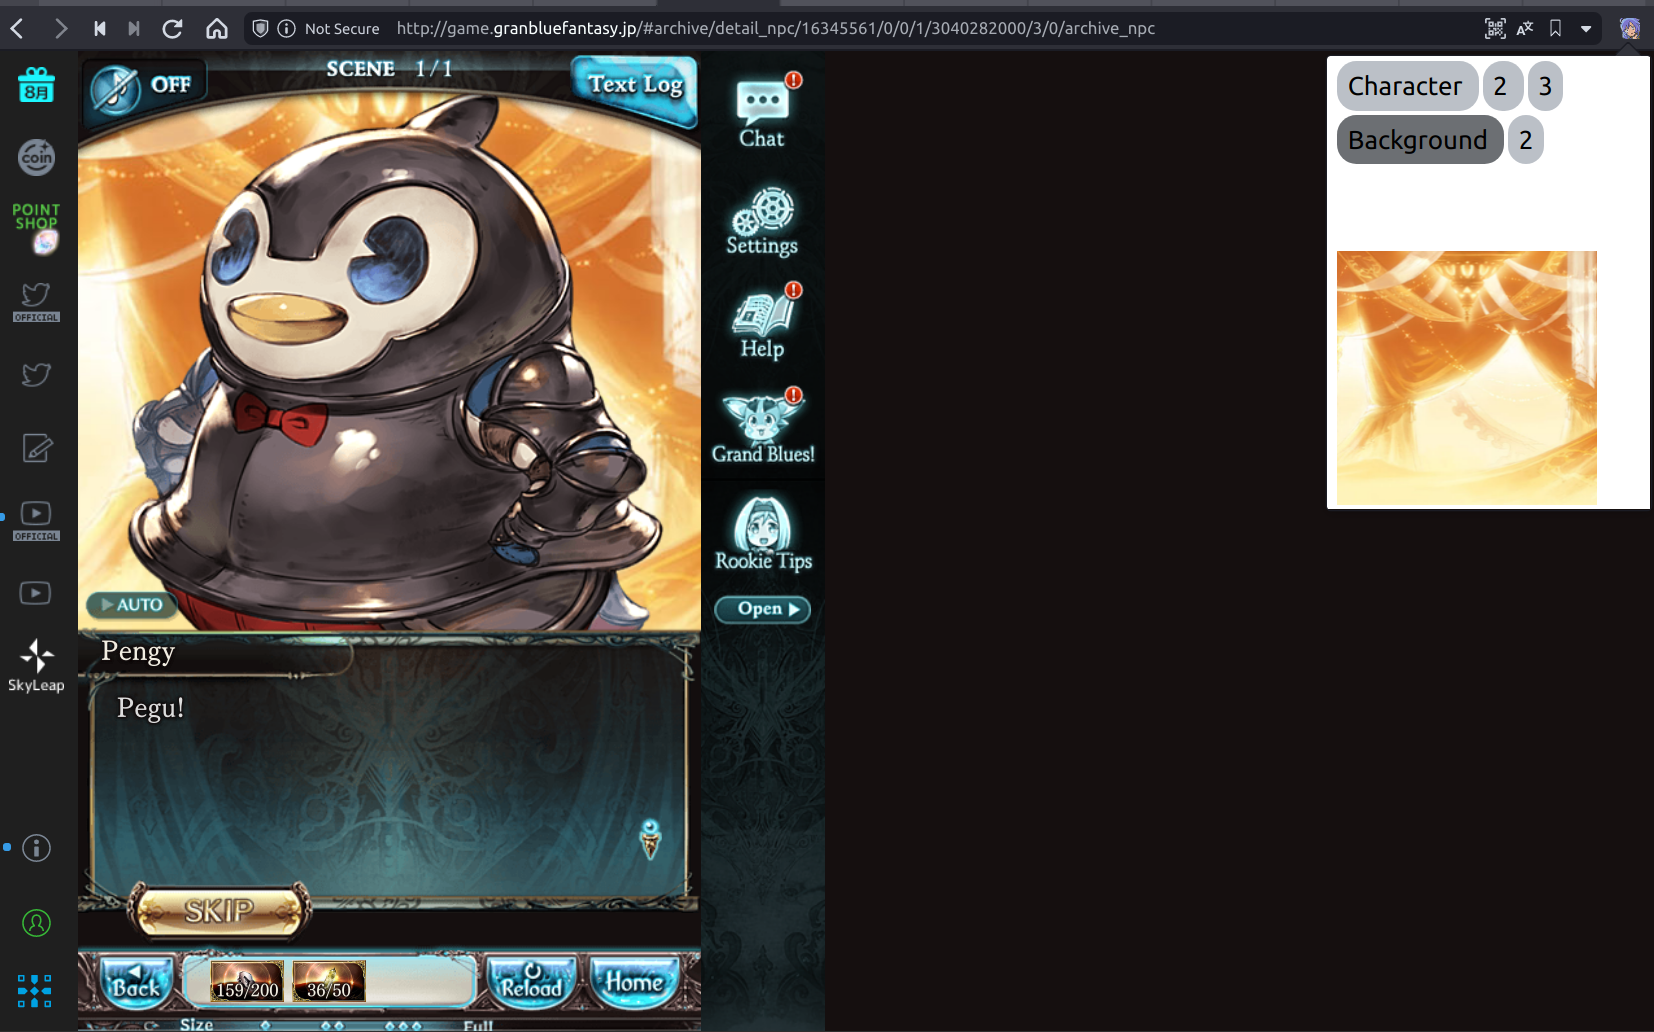 Not Secure http://game.granbluefantasy.jp/#archive/detail_npc/16345561/0/0/1/3040282000/3/0/archive_npc
8月
coin
POINT
SHOP
OFFICIAL
OFFICIAL
SkyLeap
OFF
SCENE 1/1
Text Log
AUTO
Pengy
Pegu!
SKIP
Back
159/200
36/50
Reload
Home
Size
Full
Chat
Settings
Help
Grand Blues!
Rookie Tips
Open
Character 2 3
Background 2